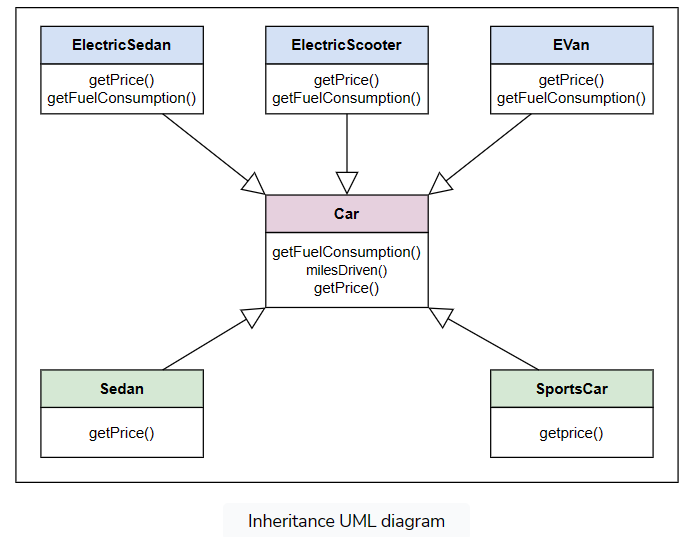 ElectricSedan
getPrice()
getFuelConsumption()
ElectricScooter
getPrice()
getFuelConsumption()
EVan
getPrice()
getFuelConsumption()
Car
getFuelConsumption()
milesDriven()
getPrice()
Sedan
getPrice()
SportsCar
getprice()
Inheritance UML diagram